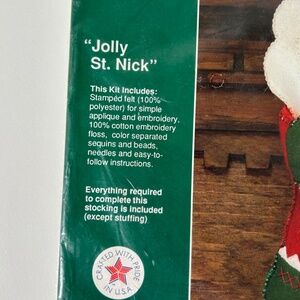 "Jolly
St. Nick"
This Kit Includes:
Stamped felt (100%
polyester) for simple
applique and embroidery,
100% cotton embroidery
floss, color separated
sequins and beads,
needles and easy-to-
follow instructions.
Everything required
to complete this
stocking is included
(except stuffing)
CRAFTED WITH PRIDE
IN U.S.A.